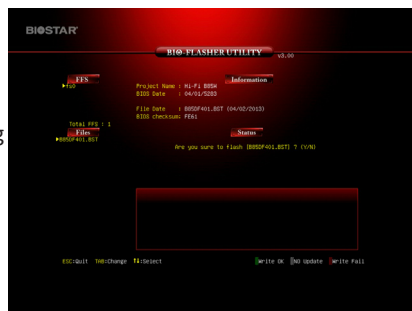 BIOSTAR
BIO-FLASHER UTILITY v3.00
FFS
fs0
Information
Project Name : Hi-Fi B85W
BIOS Date : 04/01/5203
File Date : B85DF401.BST (04/02/2013)
BIOS checksum: FE61
Total FFS : 1
Files
B85DF401.BST
Status
Are you sure to flash [B85DF401.BST] ? (Y/N)
g
ESC:Quit TAB:Change ↑↓:Select
Write OK NO Update Write Fail